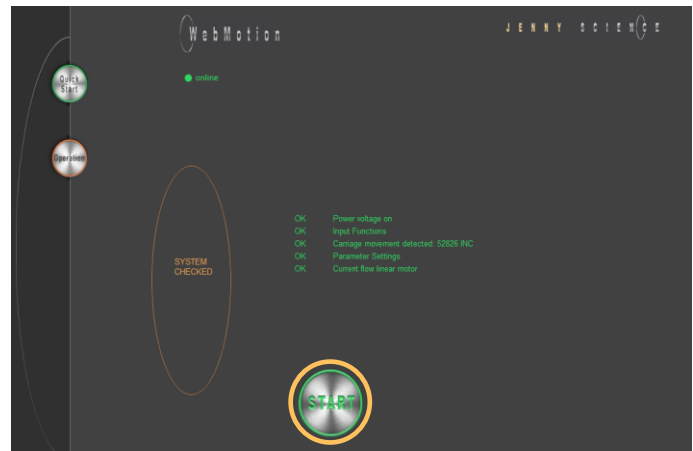 WebMotion
JENNY SCIENCE
Quick
Start
online
Operation
OK Power voltage on
OK Input Functions
OK Carriage movement detected: 52826 INC
OK Parameter Settings
OK Current flow linear motor
SYSTEM
CHECKED
START